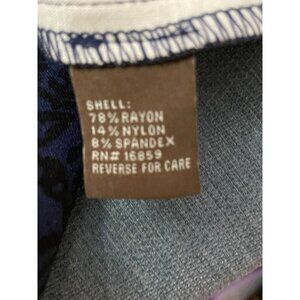 SHELL:
78% RAYON
14% NYLON
8% SPANDEX
RN# 16859
REVERSE FOR CARE